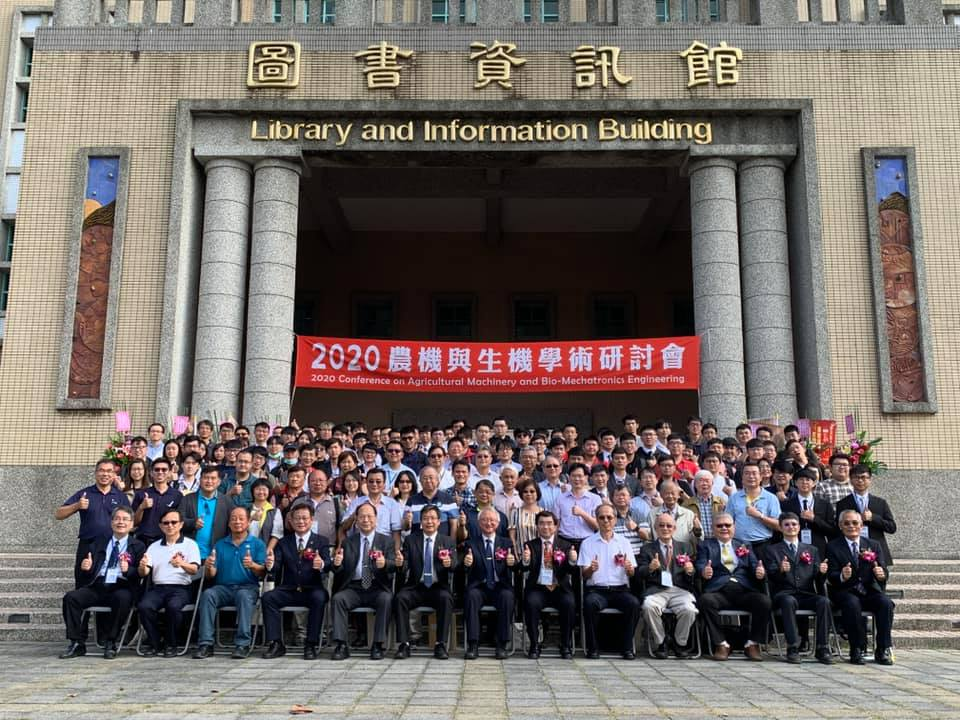 圖書資訊館
Library and Information Building
2020 農機與生機學術研討會
2020 Conference on Agricultural Machinery and Bio-Mechatronics Engineering